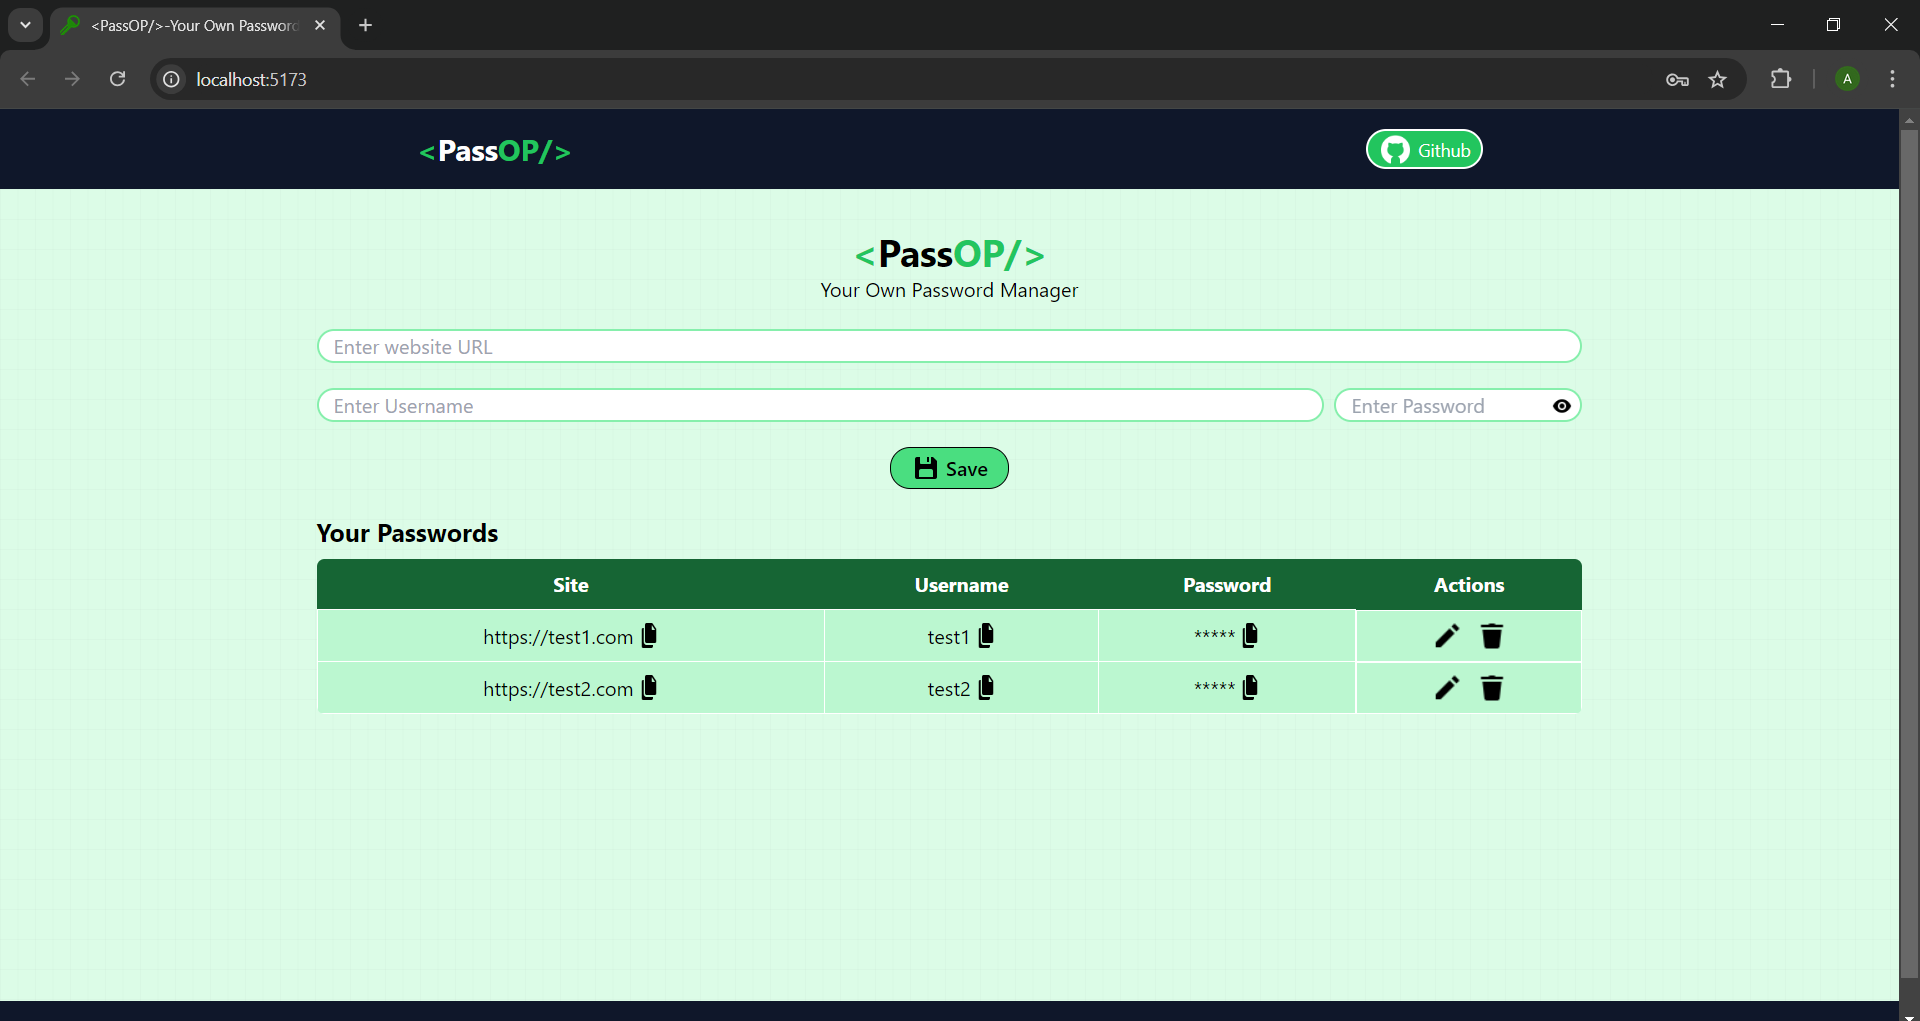 <PassOP/>-Your Own Password
localhost:5173
A
<PassOP/>
Github
<PassOP/>
Your Own Password Manager
Enter website URL
Enter Username
Enter Password
Save
Your Passwords
Site Username Password Actions
https://test1.com test1 *****
https://test2.com test2 *****